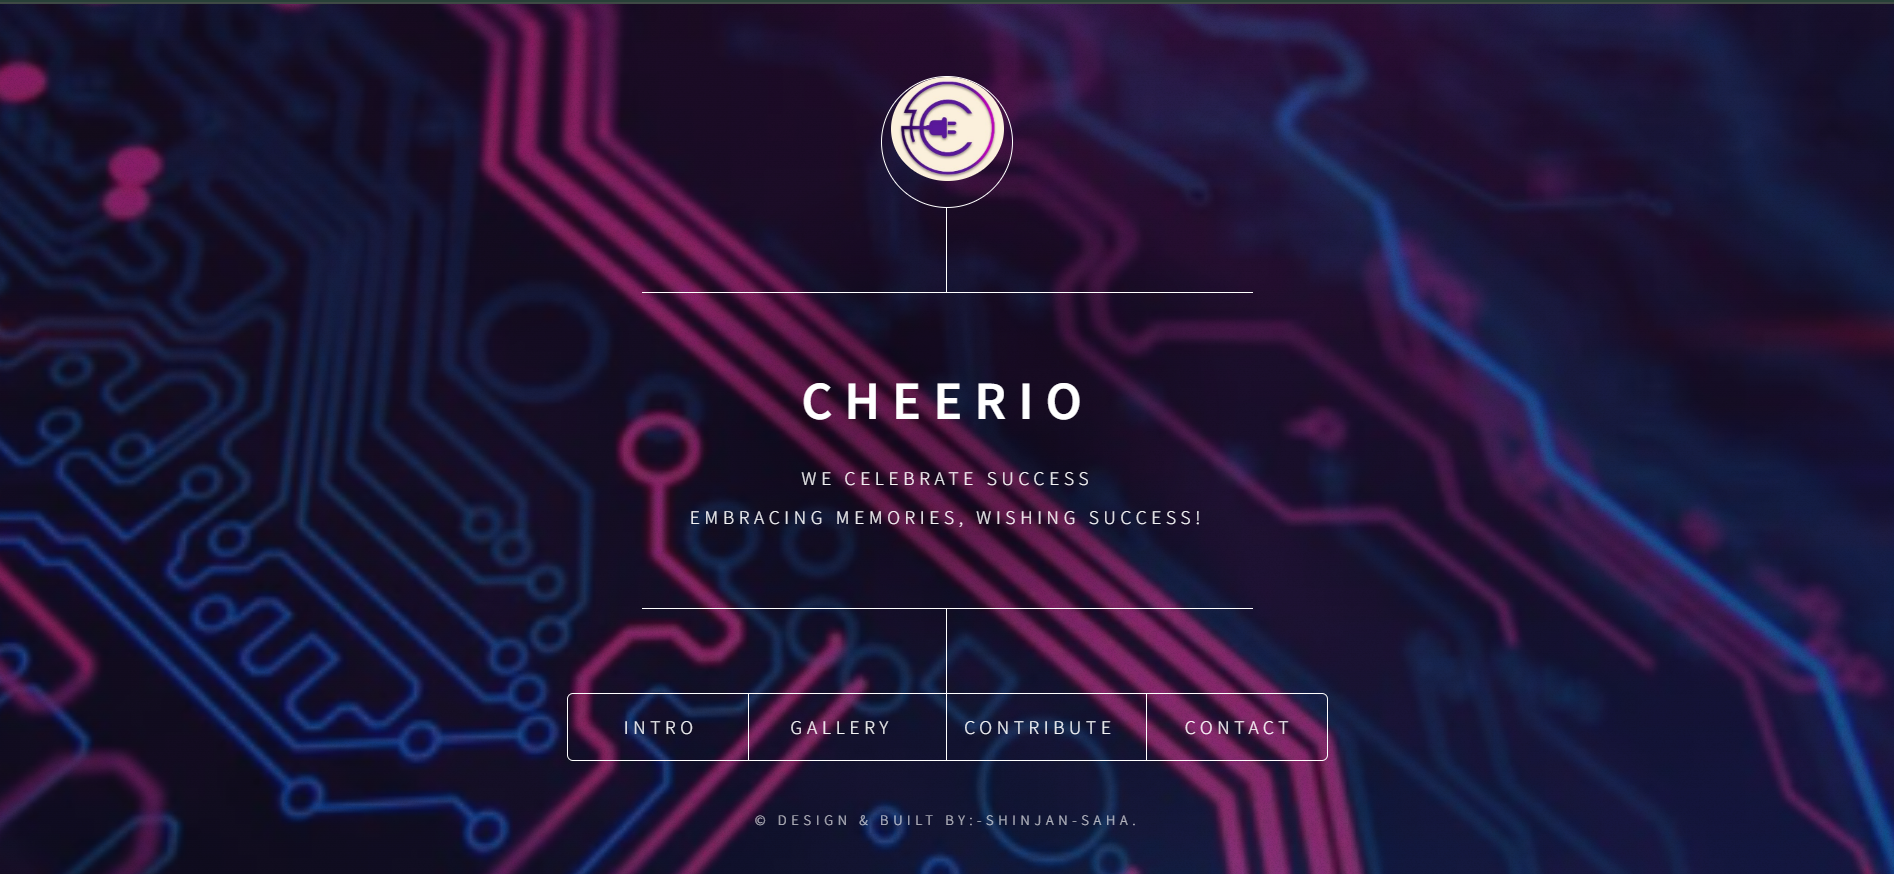 CHEERIO
WE CELEBRATE SUCCESS
EMBRACING MEMORIES, WISHING SUCCESS!
INTRO GALLERY CONTRIBUTE CONTACT
© DESIGN & BUILT BY:-SHINJAN-SAHA.